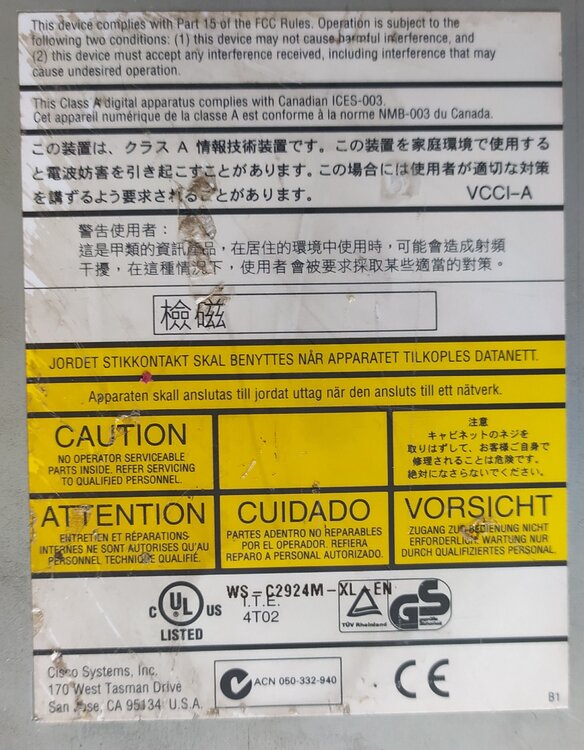 This device complies with Part 15 of the FCC Rules. Operation is subject to the
following two conditions: (1) this device may not cause harmful interference, and
(2) this device must accept any interference received, including interference that may
cause undesired operation.
This Class A digital apparatus complies with Canadian ICES-003.
Cet appareil numérique de la classe A est conforme à la norme NMB-003 du Canada.
この装置は、クラス A 情報技術装置です。この装置を家庭環境で使用する
と電波妨害を引き起こすことがあります。この場合には使用者が適切な対策
を講ずるよう要求されることがあります。 VCCI-A
警告使用者：
這是甲類的資訊產品，在居住的環境中使用時，可能會造成射頻
干擾，在這種情況下，使用者會被要求採取某些適當的對策。
檢磁
JORDET STIKKONTAKT SKAL BENYTTES NÅR APPARATET TILKOPLES DATANETT.
Apparaten skall anslutas till jordat uttag när den ansluts till ett nätverk.
CAUTION
NO OPERATOR SERVICEABLE
PARTS INSIDE. REFER SERVICING
TO QUALIFIED PERSONNEL.
注意
キャビネットのネジを
取りはずして、お客様ご自身で
修理されることは危険です。
絶対になさらないでください。
ATTENTION
ENTRETIEN ET RÉPARATIONS
INTERNES NE SONT AUTORISÉS QU'AU
PERSONNEL TECHNIQUE QUALIFIÉ.
CUIDADO
PARTES ADENTRO NO REPARABLES
POR EL OPERADOR. REFIERA
REPARO A PERSONAL AUTORIZADO.
VORSICHT
ZUGANG ZUR BEDIENUNG NICHT
ERFORDERLICH. WARTUNG NUR
DURCH QUALIFIZIERTES PERSONAL.
WS-C2924M-XL-EN
C UL US
LISTED
I.T.E.
4T02
TÜV Rheinland
GS
geprüfte
Sicherheit
Cisco Systems, Inc.
170 West Tasman Drive
San Jose, CA 95134 U.S.A.
ACN 050-332-940
CE
B1